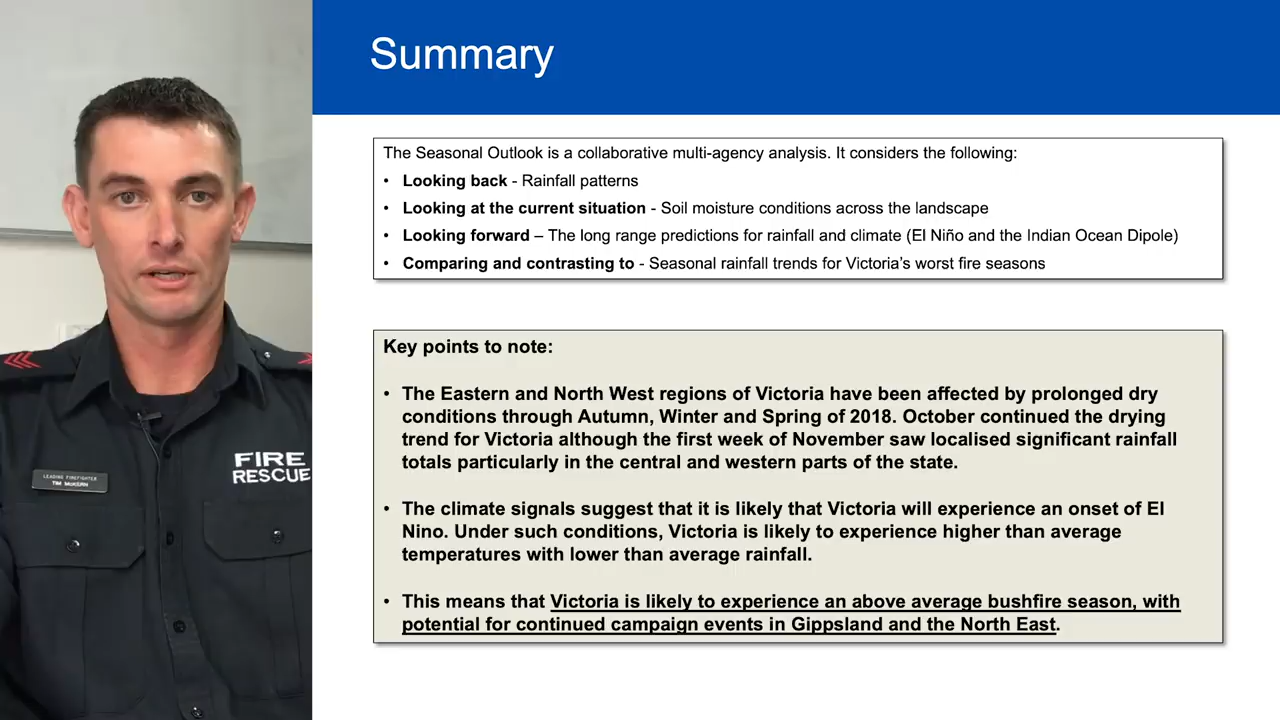 Summary
The Seasonal Outlook is a collaborative multi-agency analysis. It considers the following:
• Looking back - Rainfall patterns
• Looking at the current situation - Soil moisture conditions across the landscape
• Looking forward – The long range predictions for rainfall and climate (El Niño and the Indian Ocean Dipole)
• Comparing and contrasting to - Seasonal rainfall trends for Victoria’s worst fire seasons
Key points to note:
• The Eastern and North West regions of Victoria have been affected by prolonged dry
conditions through Autumn, Winter and Spring of 2018. October continued the drying
trend for Victoria although the first week of November saw localised significant rainfall
totals particularly in the central and western parts of the state.
• The climate signals suggest that it is likely that Victoria will experience an onset of El
Nino. Under such conditions, Victoria is likely to experience higher than average
temperatures with lower than average rainfall.
• This means that Victoria is likely to experience an above average bushfire season, with
potential for continued campaign events in Gippsland and the North East.
FIRE
RESCUE
LEADING FIREFIGHTER
TIM McKERN